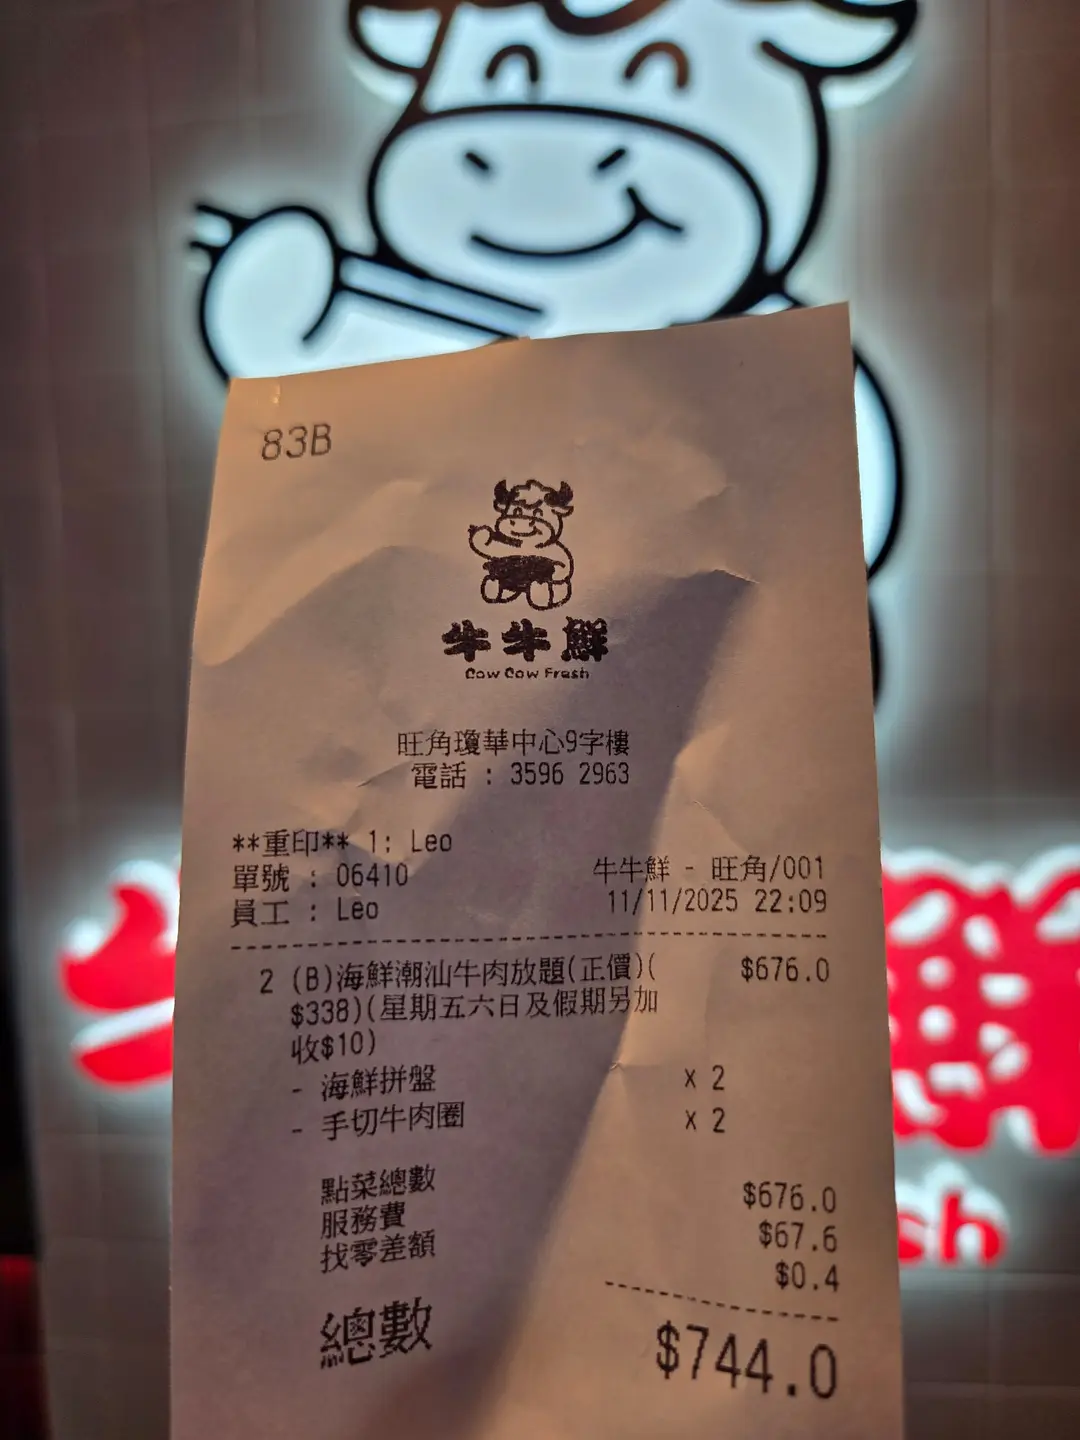 83B
牛牛鮮
Cow Cow Fresh
旺角瓊華中心9字樓
電話 : 3596 2963
**重印** 1: Leo
單號 : 06410
牛牛鮮 - 旺角/001
員工 : Leo
11/11/2025 22:09
2 (B)海鮮潮汕牛肉放題(正價)( $676.0
$338)(星期五六日及假期另加
收$10)
- 海鮮拼盤 x 2
- 手切牛肉圈 x 2
點菜總數 $676.0
服務費 $67.6
找零差額 $0.4
總數 $744.0
鮮
sh